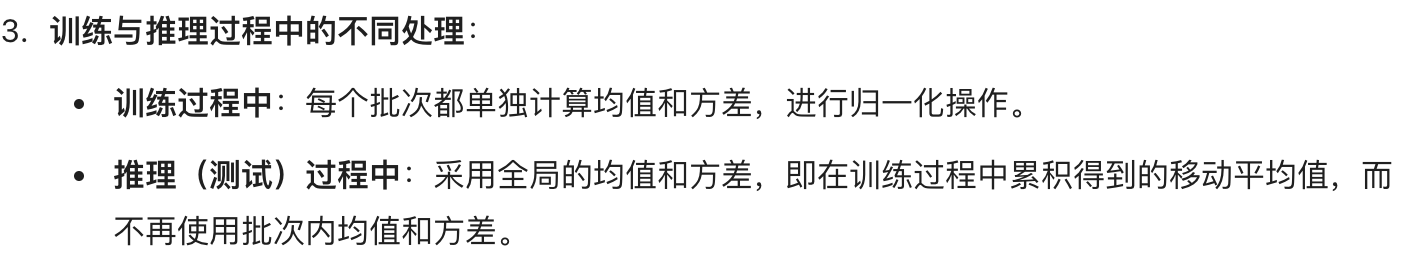 3. 训练与推理过程中的不同处理：
• 训练过程中：每个批次都单独计算均值和方差，进行归一化操作。
• 推理（测试）过程中：采用全局的均值和方差，即在训练过程中累积得到的移动平均值，而
不再使用批次内均值和方差。